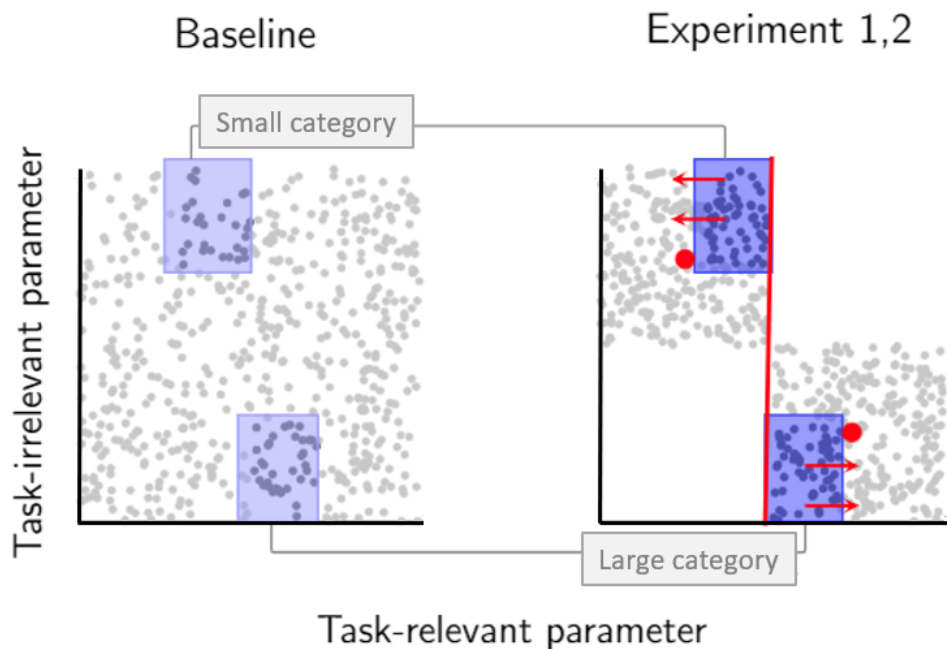 Baseline
Experiment 1,2
Small category
Task-irrelevant parameter
Large category
Task-relevant parameter